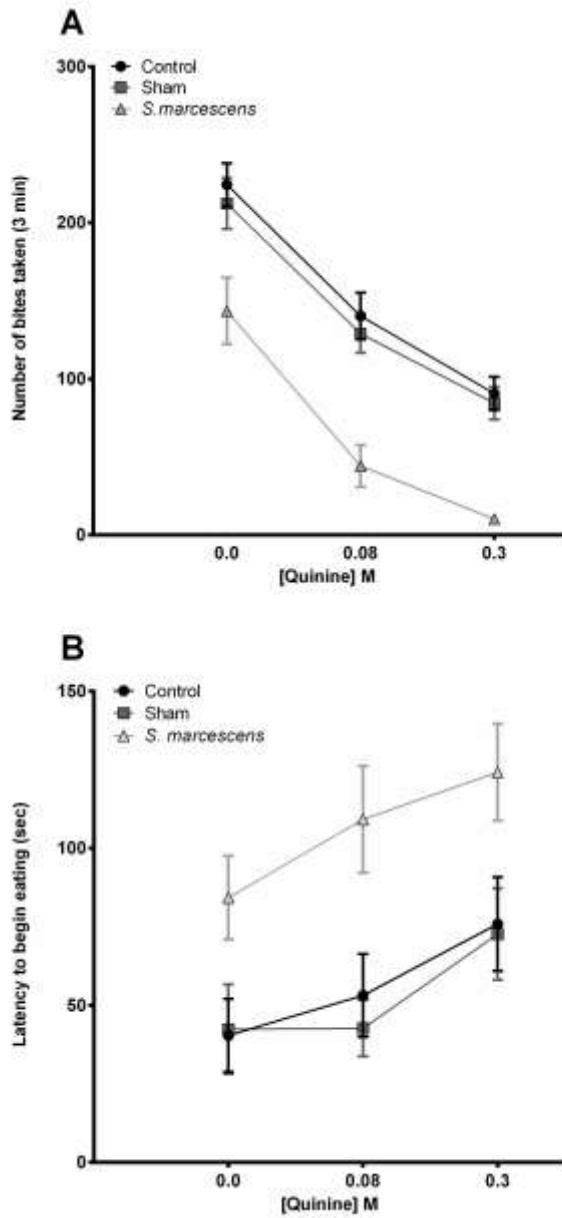 A
300
Control
Sham
S.marcescens
200
100
0
Number of bites taken (3 min)
0.0 0.08 0.3
[Quinine] M
B
150
Control
Sham
S. marcescens
100
50
0
Latency to begin eating (sec)
0.0 0.08 0.3
[Quinine] M